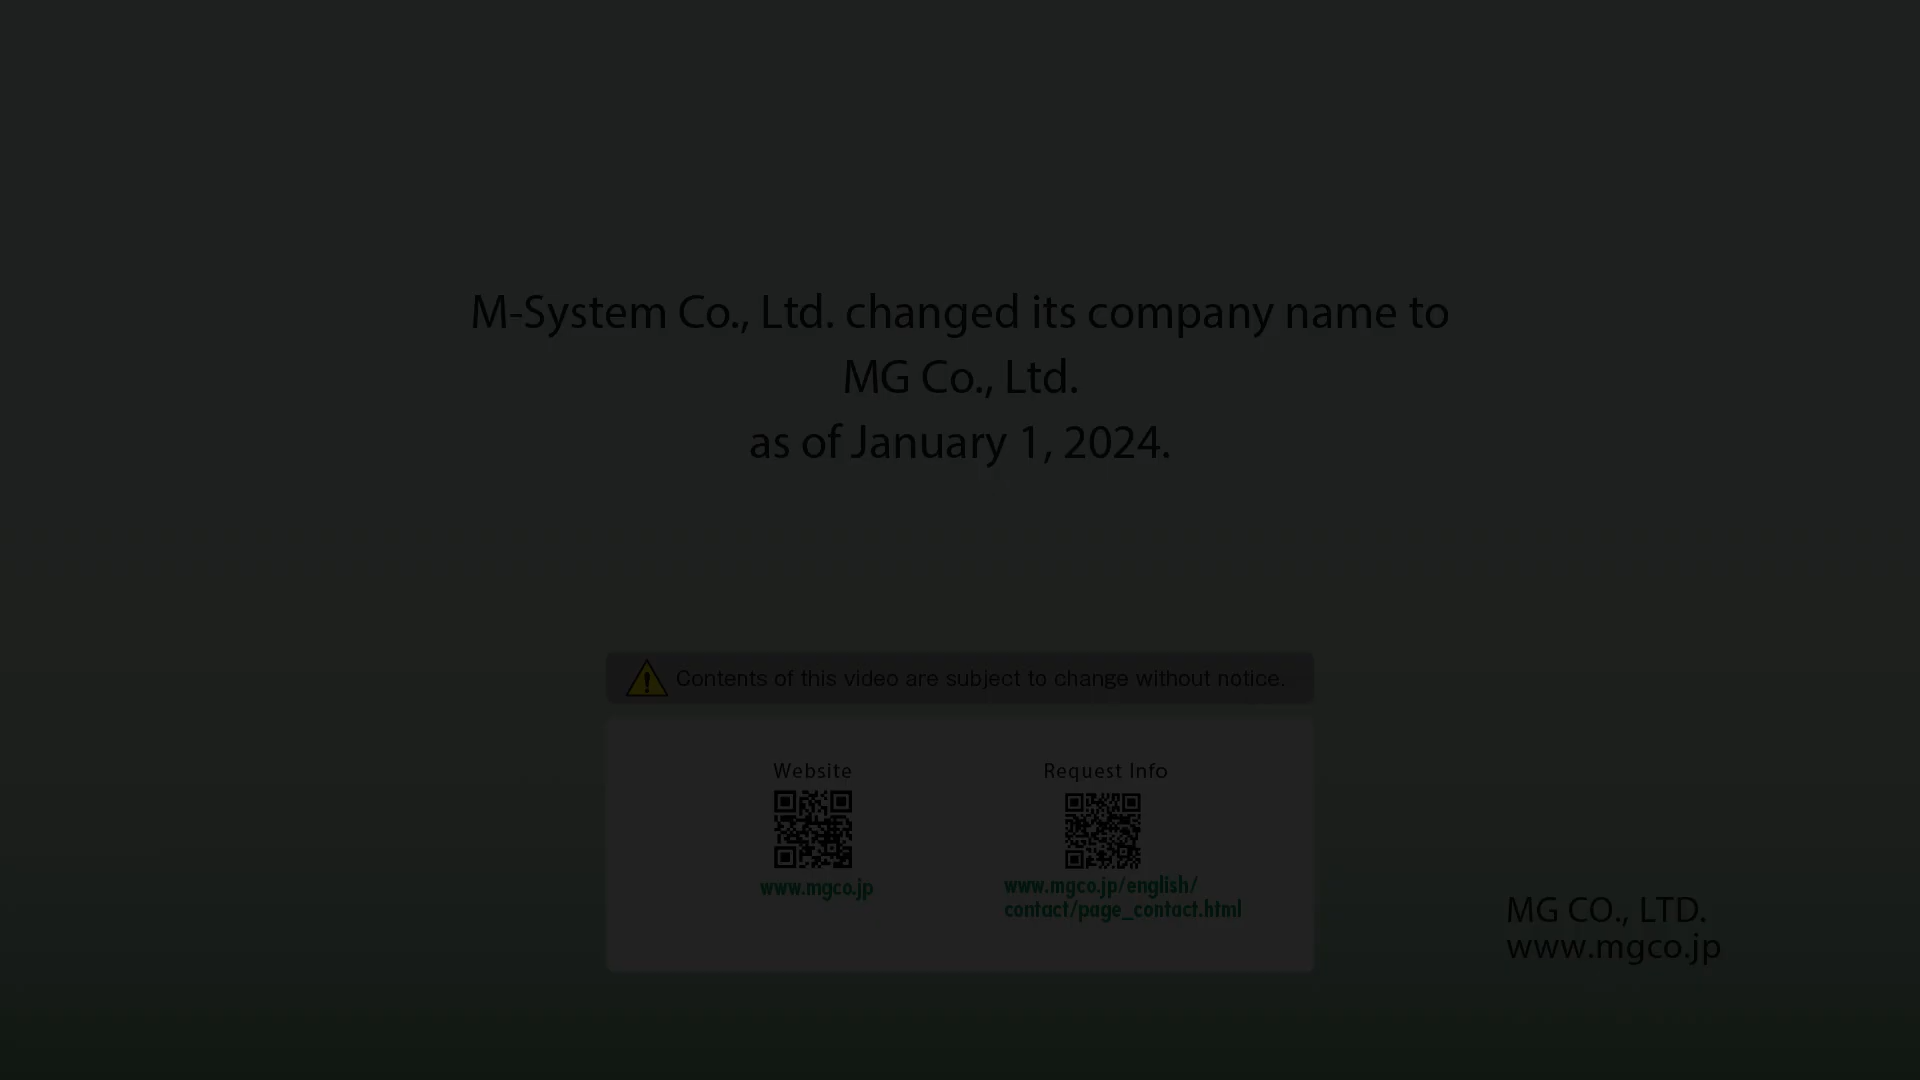 M-System Co., Ltd. changed its company name to
MG Co., Ltd.
as of January 1, 2024.
Contents of this video are subject to change without notice.
Website
Request Info
www.mgco.jp
www.mgco.jp/english/
contact/page_contact.html
MG CO., LTD.
www.mgco.jp